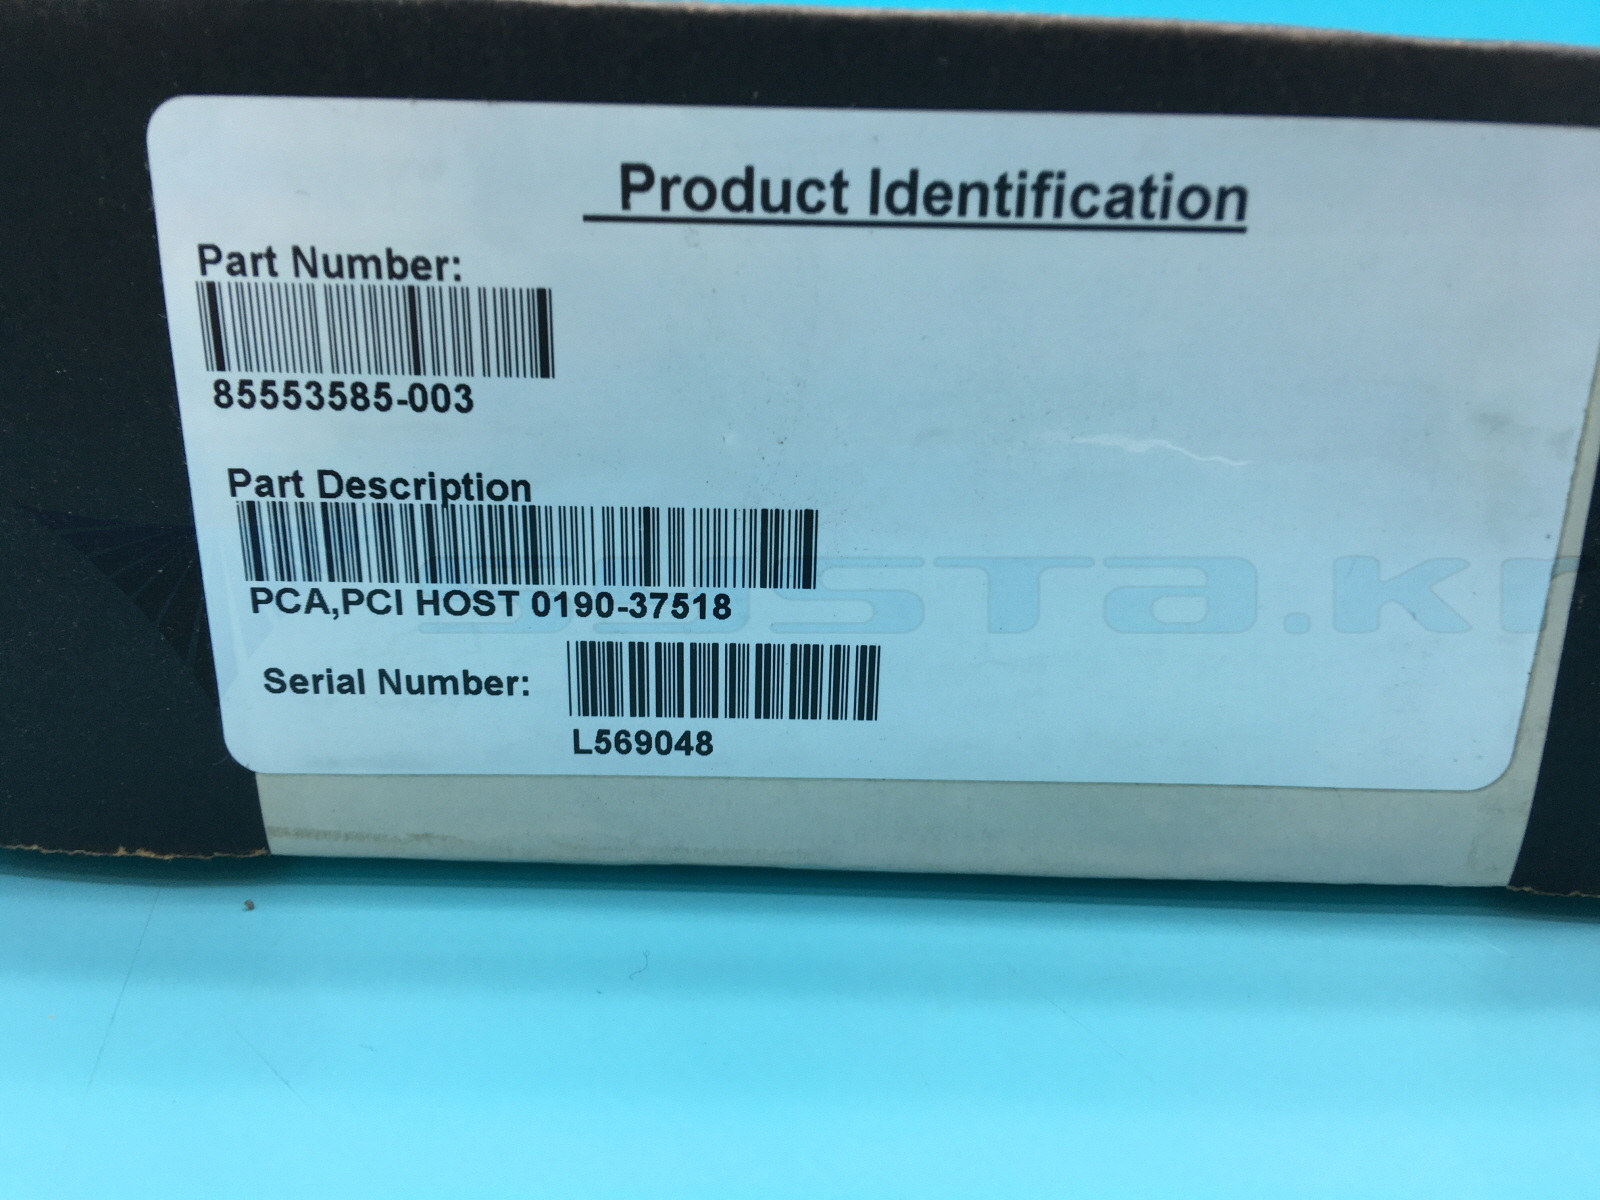 Product Identification
Part Number:
85553585-003
Part Description
PCA,PCI HOST 0190-37518
Serial Number:
L569048